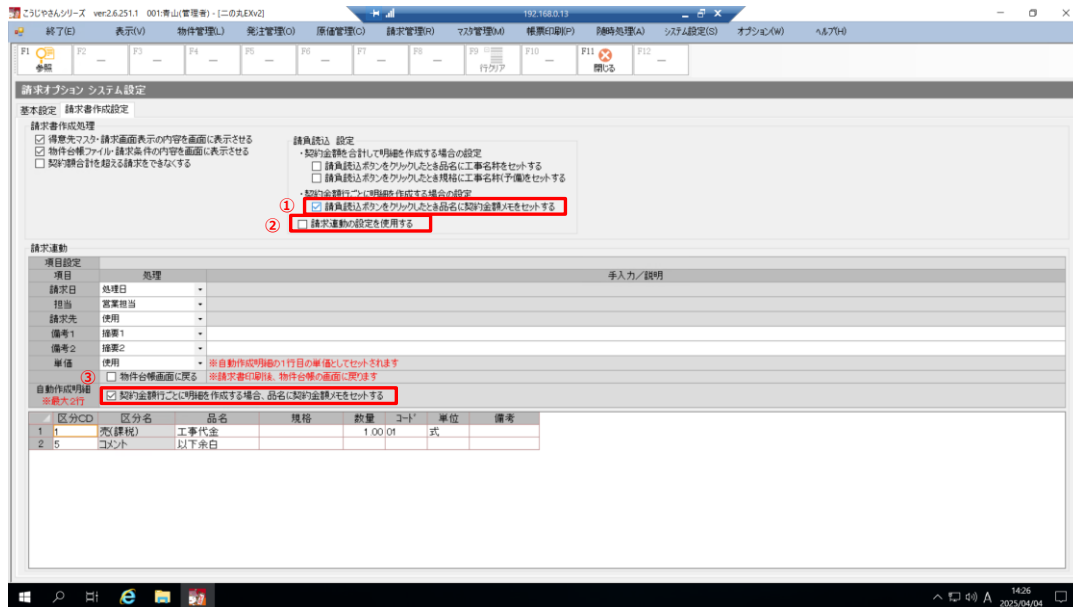 こうじやさんシリーズ ver:2.6.251.1 001:青山(管理者) - [二の丸EXv2]
192.168.0.13
終了(E) 表示(V) 物件管理(L) 発注管理(O) 原価管理(C) 請求管理(R) マスタ管理(M) 帳票印刷(P) 随時処理(A) システム設定(S) オプション(W) ヘルプ(H)
F1 F2 F3 F4 F5 F6 F7 F8 F9 F10 F11 F12
参照 行クリア 閉じる
請求オプション システム設定
基本設定 請求書作成設定
請求書作成処理
得意先マスタ・請求画面表示の内容を画面に表示させる
物件台帳ファイル・請求条件の内容を画面に表示させる
契約額合計を超える請求をできなくする
請負読込 設定
・契約金額を合計して明細を作成する場合の設定
請負読込ボタンをクリックしたとき品名に工事名称をセットする
請負読込ボタンをクリックしたとき規格に工事名称(予備)をセットする
・契約金額行ごとに明細を作成する場合の設定
① 請負読込ボタンをクリックしたとき品名に契約金額メモをセットする
② 請求連動の設定を使用する
請求連動
項目設定
項目 処理 手入力/説明
請求日 処理日
担当 営業担当
請求先 使用
備考1 摘要1
備考2 摘要2
単価 使用 ※自動作成明細の1行目の単価としてセットされます
③ 物件台帳画面に戻る ※請求書印刷後、物件台帳の画面に戻ります
自動作成明細
※最大2行
契約金額行ごとに明細を作成する場合、品名に契約金額メモをセットする
区分CD 区分名 品名 規格 数量 コード 単位 備考
1 1 売(課税) 工事代金 1.00 01 式
2 5 コメント 以下余白
A 14:26
2025/04/04